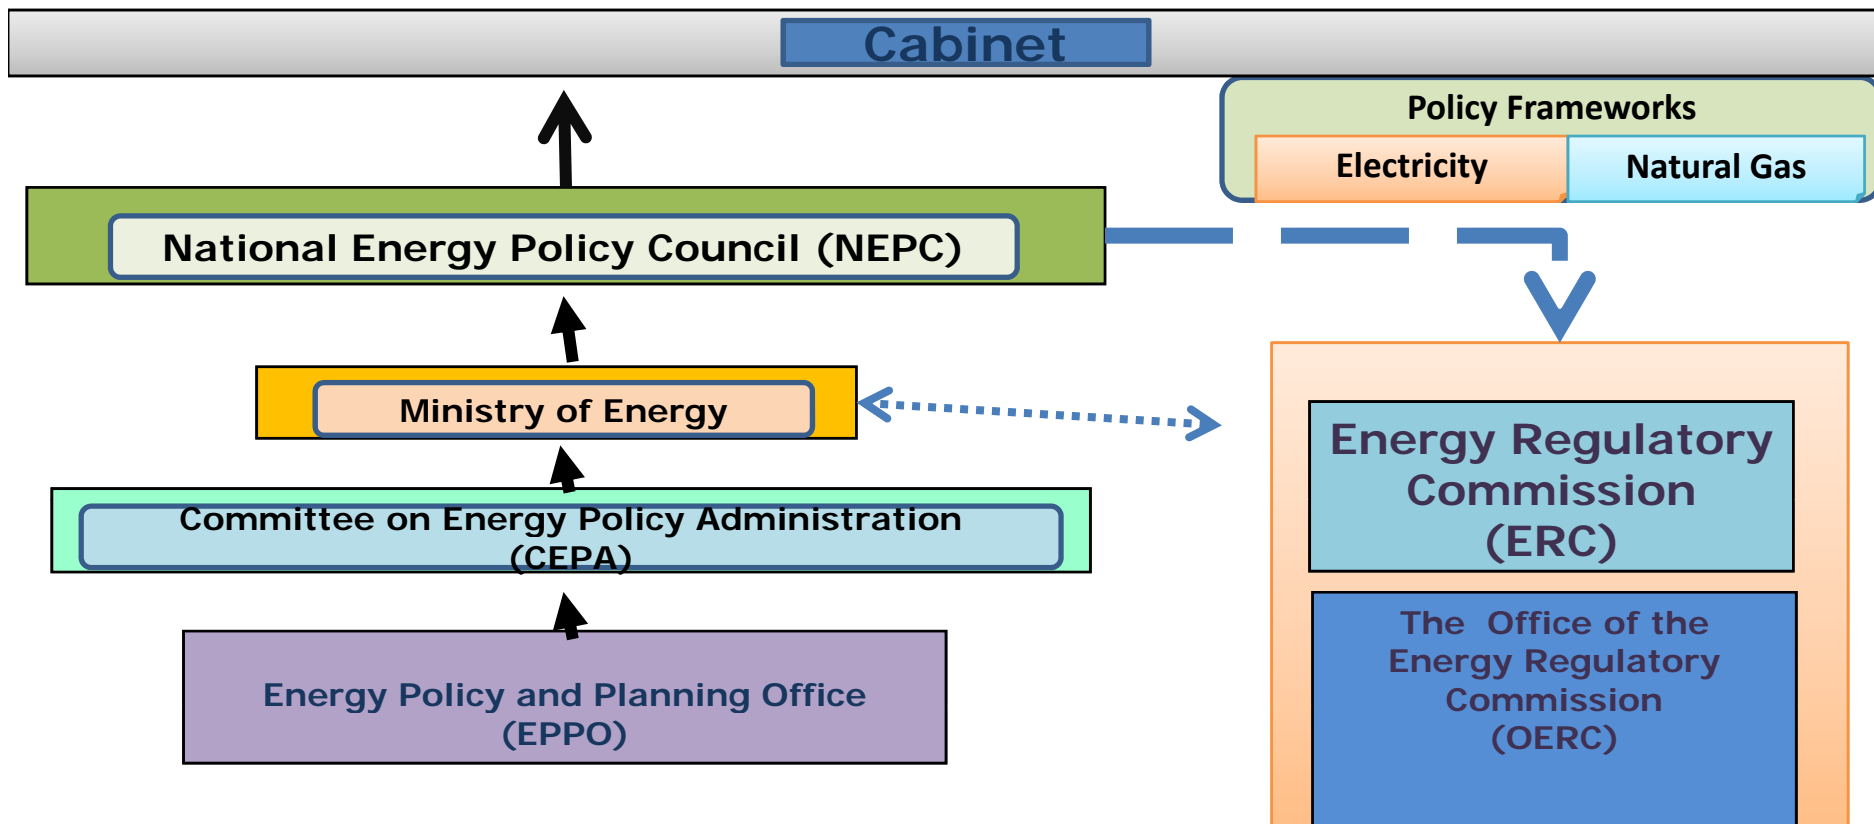 Cabinet
Policy Frameworks
Electricity
Natural Gas
National Energy Policy Council (NEPC)
Ministry of Energy
Committee on Energy Policy Administration
(CEPA)
Energy Policy and Planning Office
(EPPO)
Energy Regulatory
Commission
(ERC)
The Office of the
Energy Regulatory
Commission
(OERC)